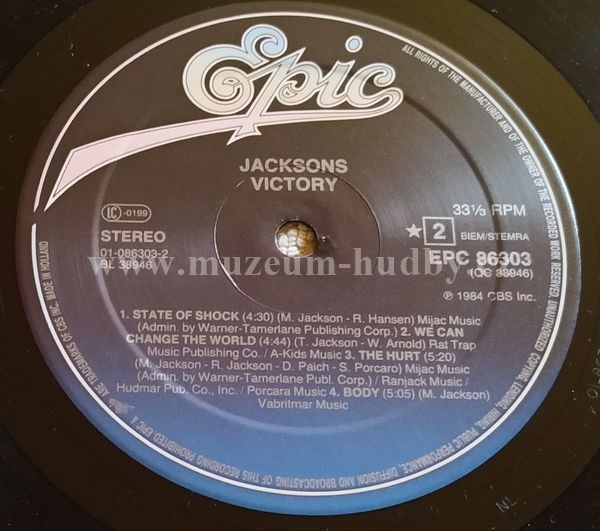 Epic
JACKSONS
VICTORY
IC -0199
STEREO
01-086303-2
BL 38946
33⅓ RPM
★ 2 BIEM/STEMRA
EPC 86303
(QC 38946)
℗ 1984 CBS Inc.
www.muzeum-hudby
1. STATE OF SHOCK (4:30) (M. Jackson - R. Hansen) Mijac Music
(Admin. by Warner-Tamerlane Publishing Corp.) 2. WE CAN
CHANGE THE WORLD (4:44) (T. Jackson - W. Arnold) Rat Trap
Music Publishing Co. / A-Kids Music 3. THE HURT (5:20)
(M. Jackson - R. Jackson - D. Paich - S. Porcaro) Mijac Music
(Admin. by Warner-Tamerlane Publ. Corp.) / Ranjack Music /
Hudmar Pub. Co., Inc. / Porcara Music 4. BODY (5:05) (M. Jackson)
Vabritmar Music
ALL RIGHTS OF THE MANUFACTURER AND OF THE OWNER OF THE RECORDED WORK RESERVED. UNAUTHORIZED COPYING, LENDING, HIRING, PUBLIC PERFORMANCE, DIFFUSION AND BROADCASTING OF THIS RECORDING PROHIBITED EPIC & ARE TRADEMARKS OF CBS INC. MADE IN HOLLAND
NL